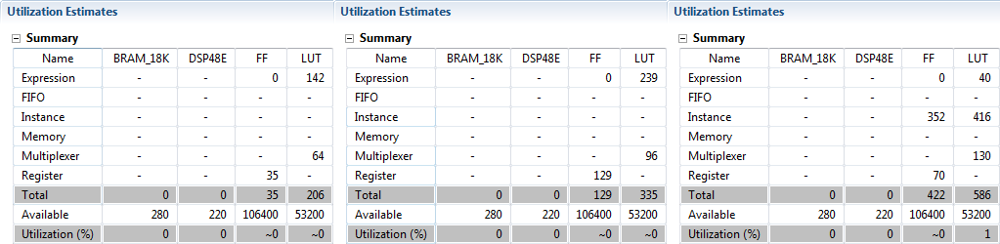 Utilization Estimates
Summary
Name BRAM_18K DSP48E FF LUT
Expression - - 0 142
FIFO - - - -
Instance - - - -
Memory - - - -
Multiplexer - - - 64
Register - - 35 -
Total 0 0 35 206
Available 280 220 106400 53200
Utilization (%) 0 0 ~0 ~0
Utilization Estimates
Summary
Name BRAM_18K DSP48E FF LUT
Expression - - 0 239
FIFO - - - -
Instance - - - -
Memory - - - -
Multiplexer - - - 96
Register - - 129 -
Total 0 0 129 335
Available 280 220 106400 53200
Utilization (%) 0 0 ~0 ~0
Utilization Estimates
Summary
Name BRAM_18K DSP48E FF LUT
Expression - - 0 40
FIFO - - - -
Instance - - 352 416
Memory - - - -
Multiplexer - - - 130
Register - - 70 -
Total 0 0 422 586
Available 280 220 106400 53200
Utilization (%) 0 0 ~0 1